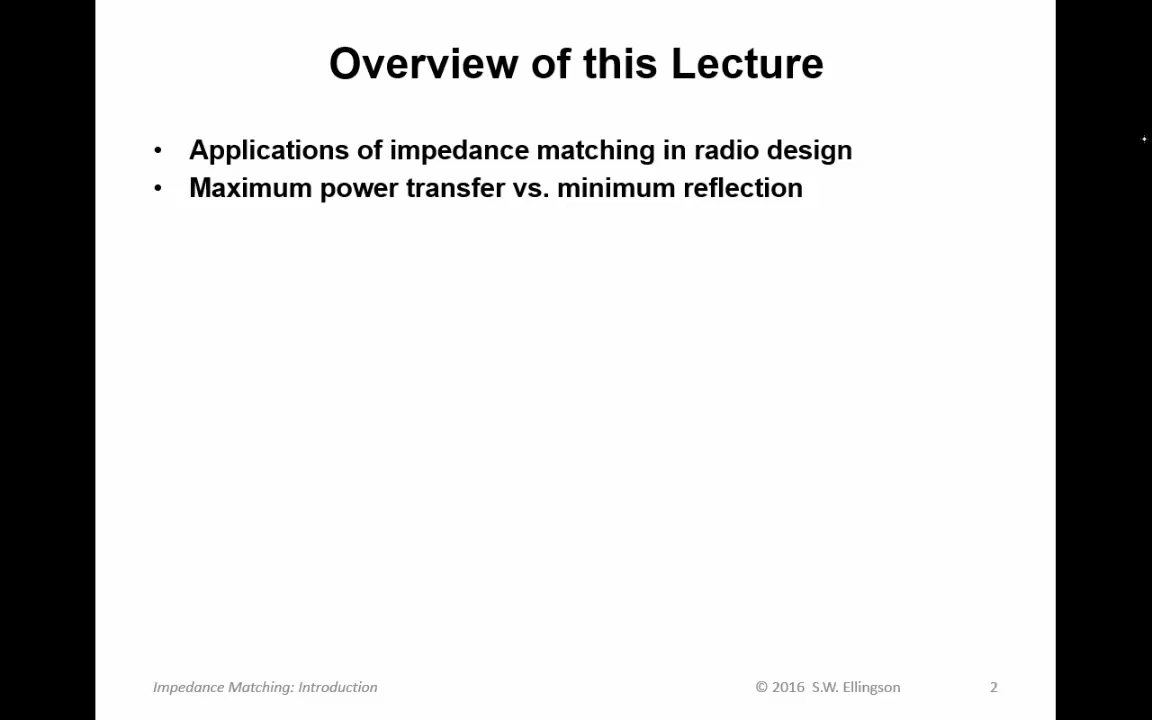 Overview of this Lecture
• Applications of impedance matching in radio design
• Maximum power transfer vs. minimum reflection
Impedance Matching: Introduction © 2016 S.W. Ellingson 2